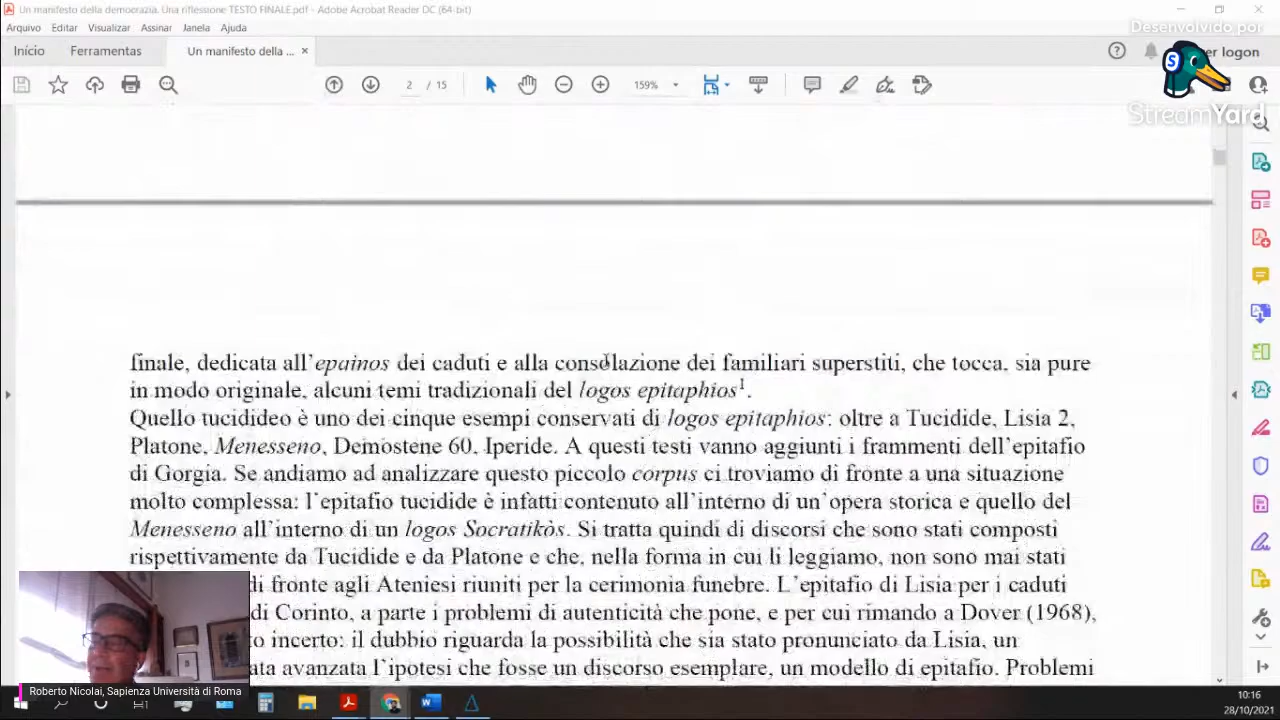 Un manifesto della democrazia. Una riflessione TESTO FINALE.pdf - Adobe Acrobat Reader DC (64-bit)
Arquivo Editar Visualizar Assinar Janela Ajuda
Desenvolvido por
Início Ferramentas Un manifesto della ... ×
er logon
2 / 15 159%
StreamYard
finale, dedicata all'epainos dei caduti e alla consolazione dei familiari superstiti, che tocca, sia pure
in modo originale, alcuni temi tradizionali del logos epitaphios1.
Quello tucidideo è uno dei cinque esempi conservati di logos epitaphios: oltre a Tucidide, Lisia 2,
Platone, Menesseno, Demostene 60, Iperide. A questi testi vanno aggiunti i frammenti dell'epitafio
di Gorgia. Se andiamo ad analizzare questo piccolo corpus ci troviamo di fronte a una situazione
molto complessa: l'epitafio tucidide è infatti contenuto all'interno di un'opera storica e quello del
Menesseno all'interno di un logos Socratikòs. Si tratta quindi di discorsi che sono stati composti
rispettivamente da Tucidide e da Platone e che, nella forma in cui li leggiamo, non sono mai stati
di fronte agli Ateniesi riuniti per la cerimonia funebre. L'epitafio di Lisia per i caduti
di Corinto, a parte i problemi di autenticità che pone, e per cui rimando a Dover (1968),
to incerto: il dubbio riguarda la possibilità che sia stato pronunciato da Lisia, un
ata avanzata l'ipotesi che fosse un discorso esemplare, un modello di epitafio. Problemi
Roberto Nicolai, Sapienza Università di Roma
10:16
28/10/2021